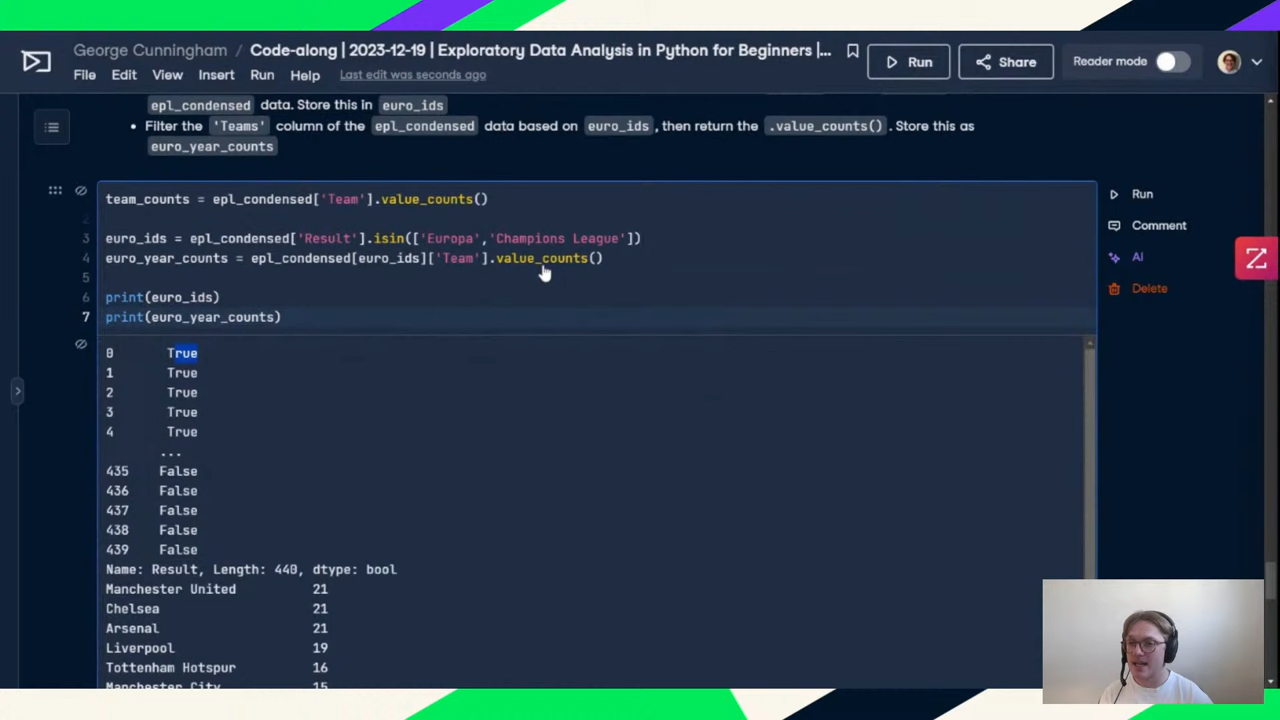 George Cunningham / Code-along | 2023-12-19 | Exploratory Data Analysis in Python for Beginners |...
Run
Share
Reader mode
File Edit View Insert Run Help Last edit was seconds ago
epl_condensed data. Store this in euro_ids
• Filter the 'Teams' column of the epl_condensed data based on euro_ids, then return the .value_counts(). Store this as
euro_year_counts
team_counts = epl_condensed['Team'].value_counts()
2
3 euro_ids = epl_condensed['Result'].isin(['Europa','Champions League'])
4 euro_year_counts = epl_condensed[euro_ids]['Team'].value_counts()
5
6 print(euro_ids)
7 print(euro_year_counts)
Run
Comment
AI
Delete
0 True
1 True
2 True
3 True
4 True
...
435 False
436 False
437 False
438 False
439 False
Name: Result, Length: 440, dtype: bool
Manchester United 21
Chelsea 21
Arsenal 21
Liverpool 19
Tottenham Hotspur 16
Manchester City 15